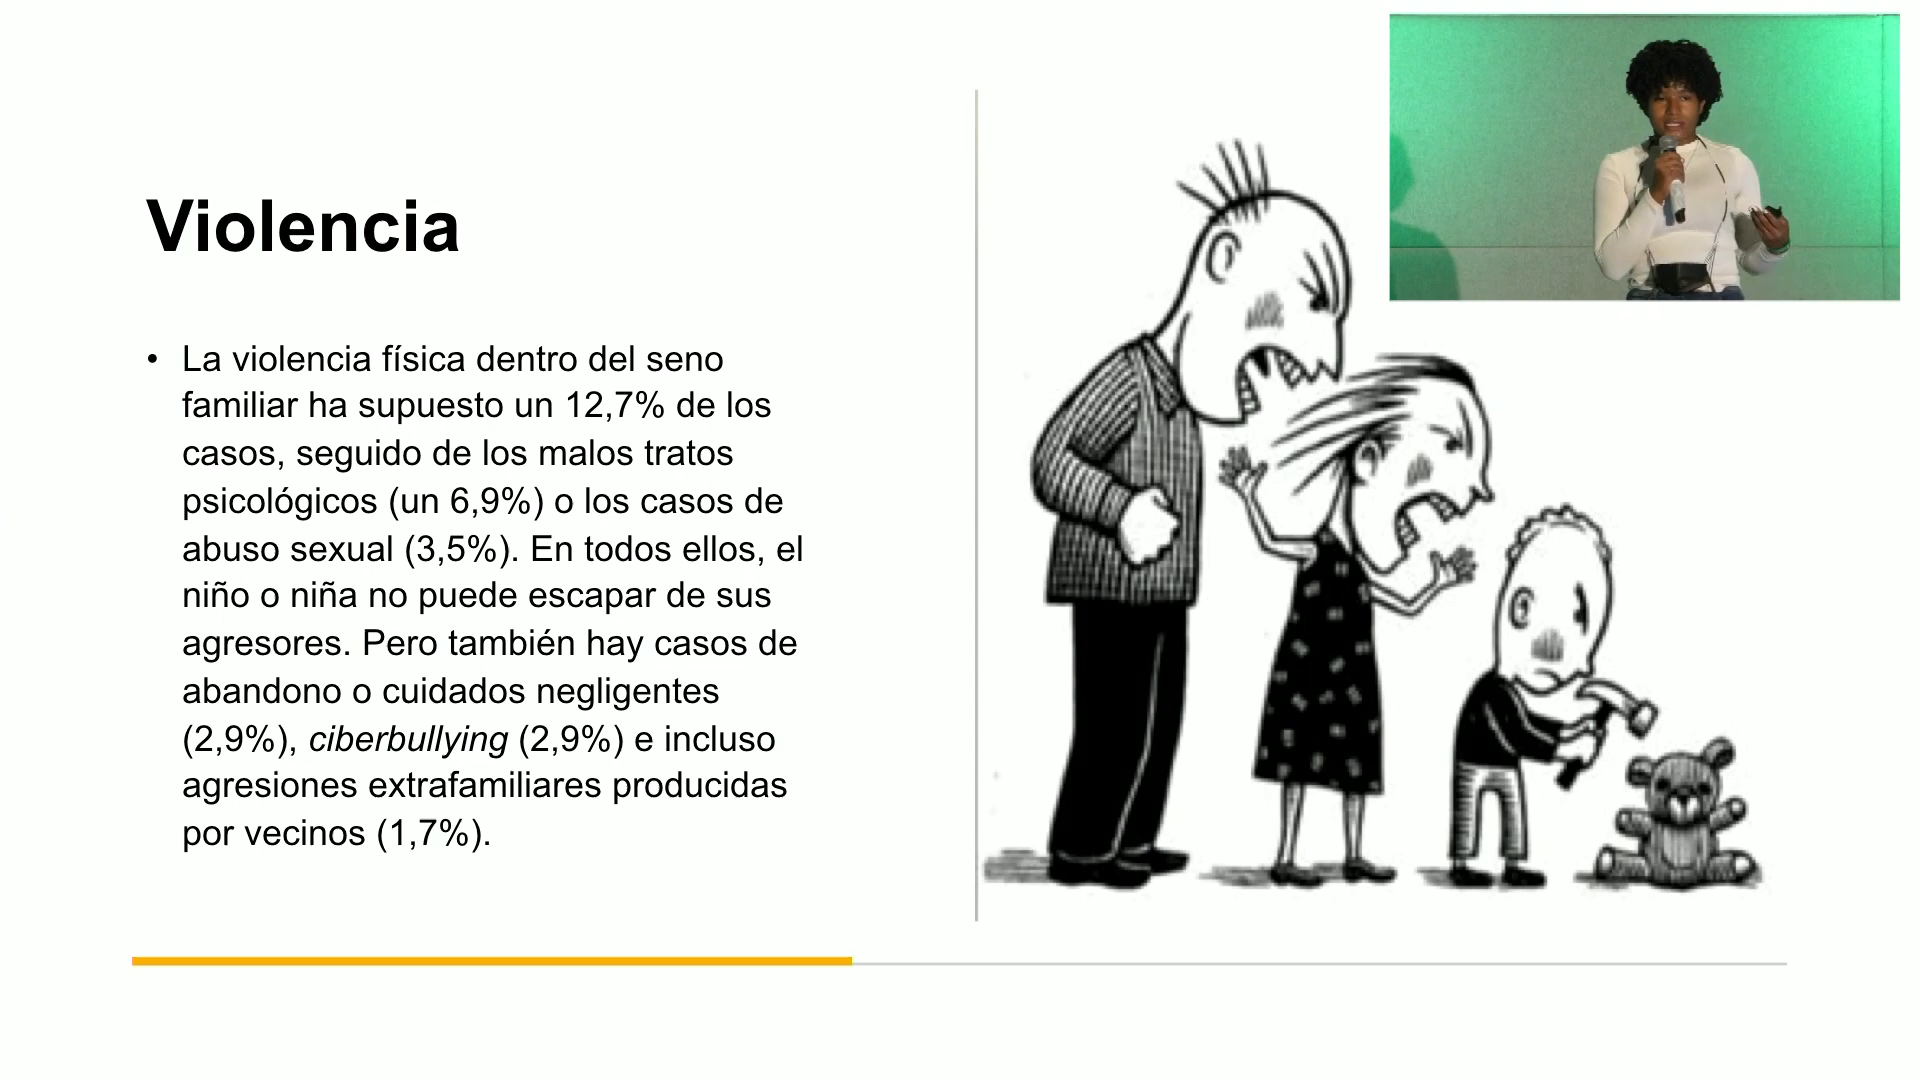 Violencia
• La violencia física dentro del seno
familiar ha supuesto un 12,7% de los
casos, seguido de los malos tratos
psicológicos (un 6,9%) o los casos de
abuso sexual (3,5%). En todos ellos, el
niño o niña no puede escapar de sus
agresores. Pero también hay casos de
abandono o cuidados negligentes
(2,9%), ciberbullying (2,9%) e incluso
agresiones extrafamiliares producidas
por vecinos (1,7%).